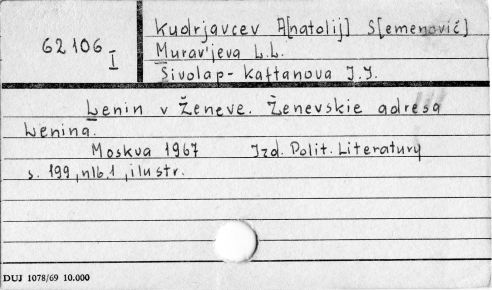 62106
I
Kudrjavcev A[natolij] S[emenovič]
Murav'jeva L.L.
Sivolap-Kaftanova I.I.
Lenin v Ženeve. Ženevskie adresa
Lenina.
Moskva 1967 Izd. Polit. Literatury
s. 199, nlb. 1, ilustr.
DUJ 1078/69 10.000